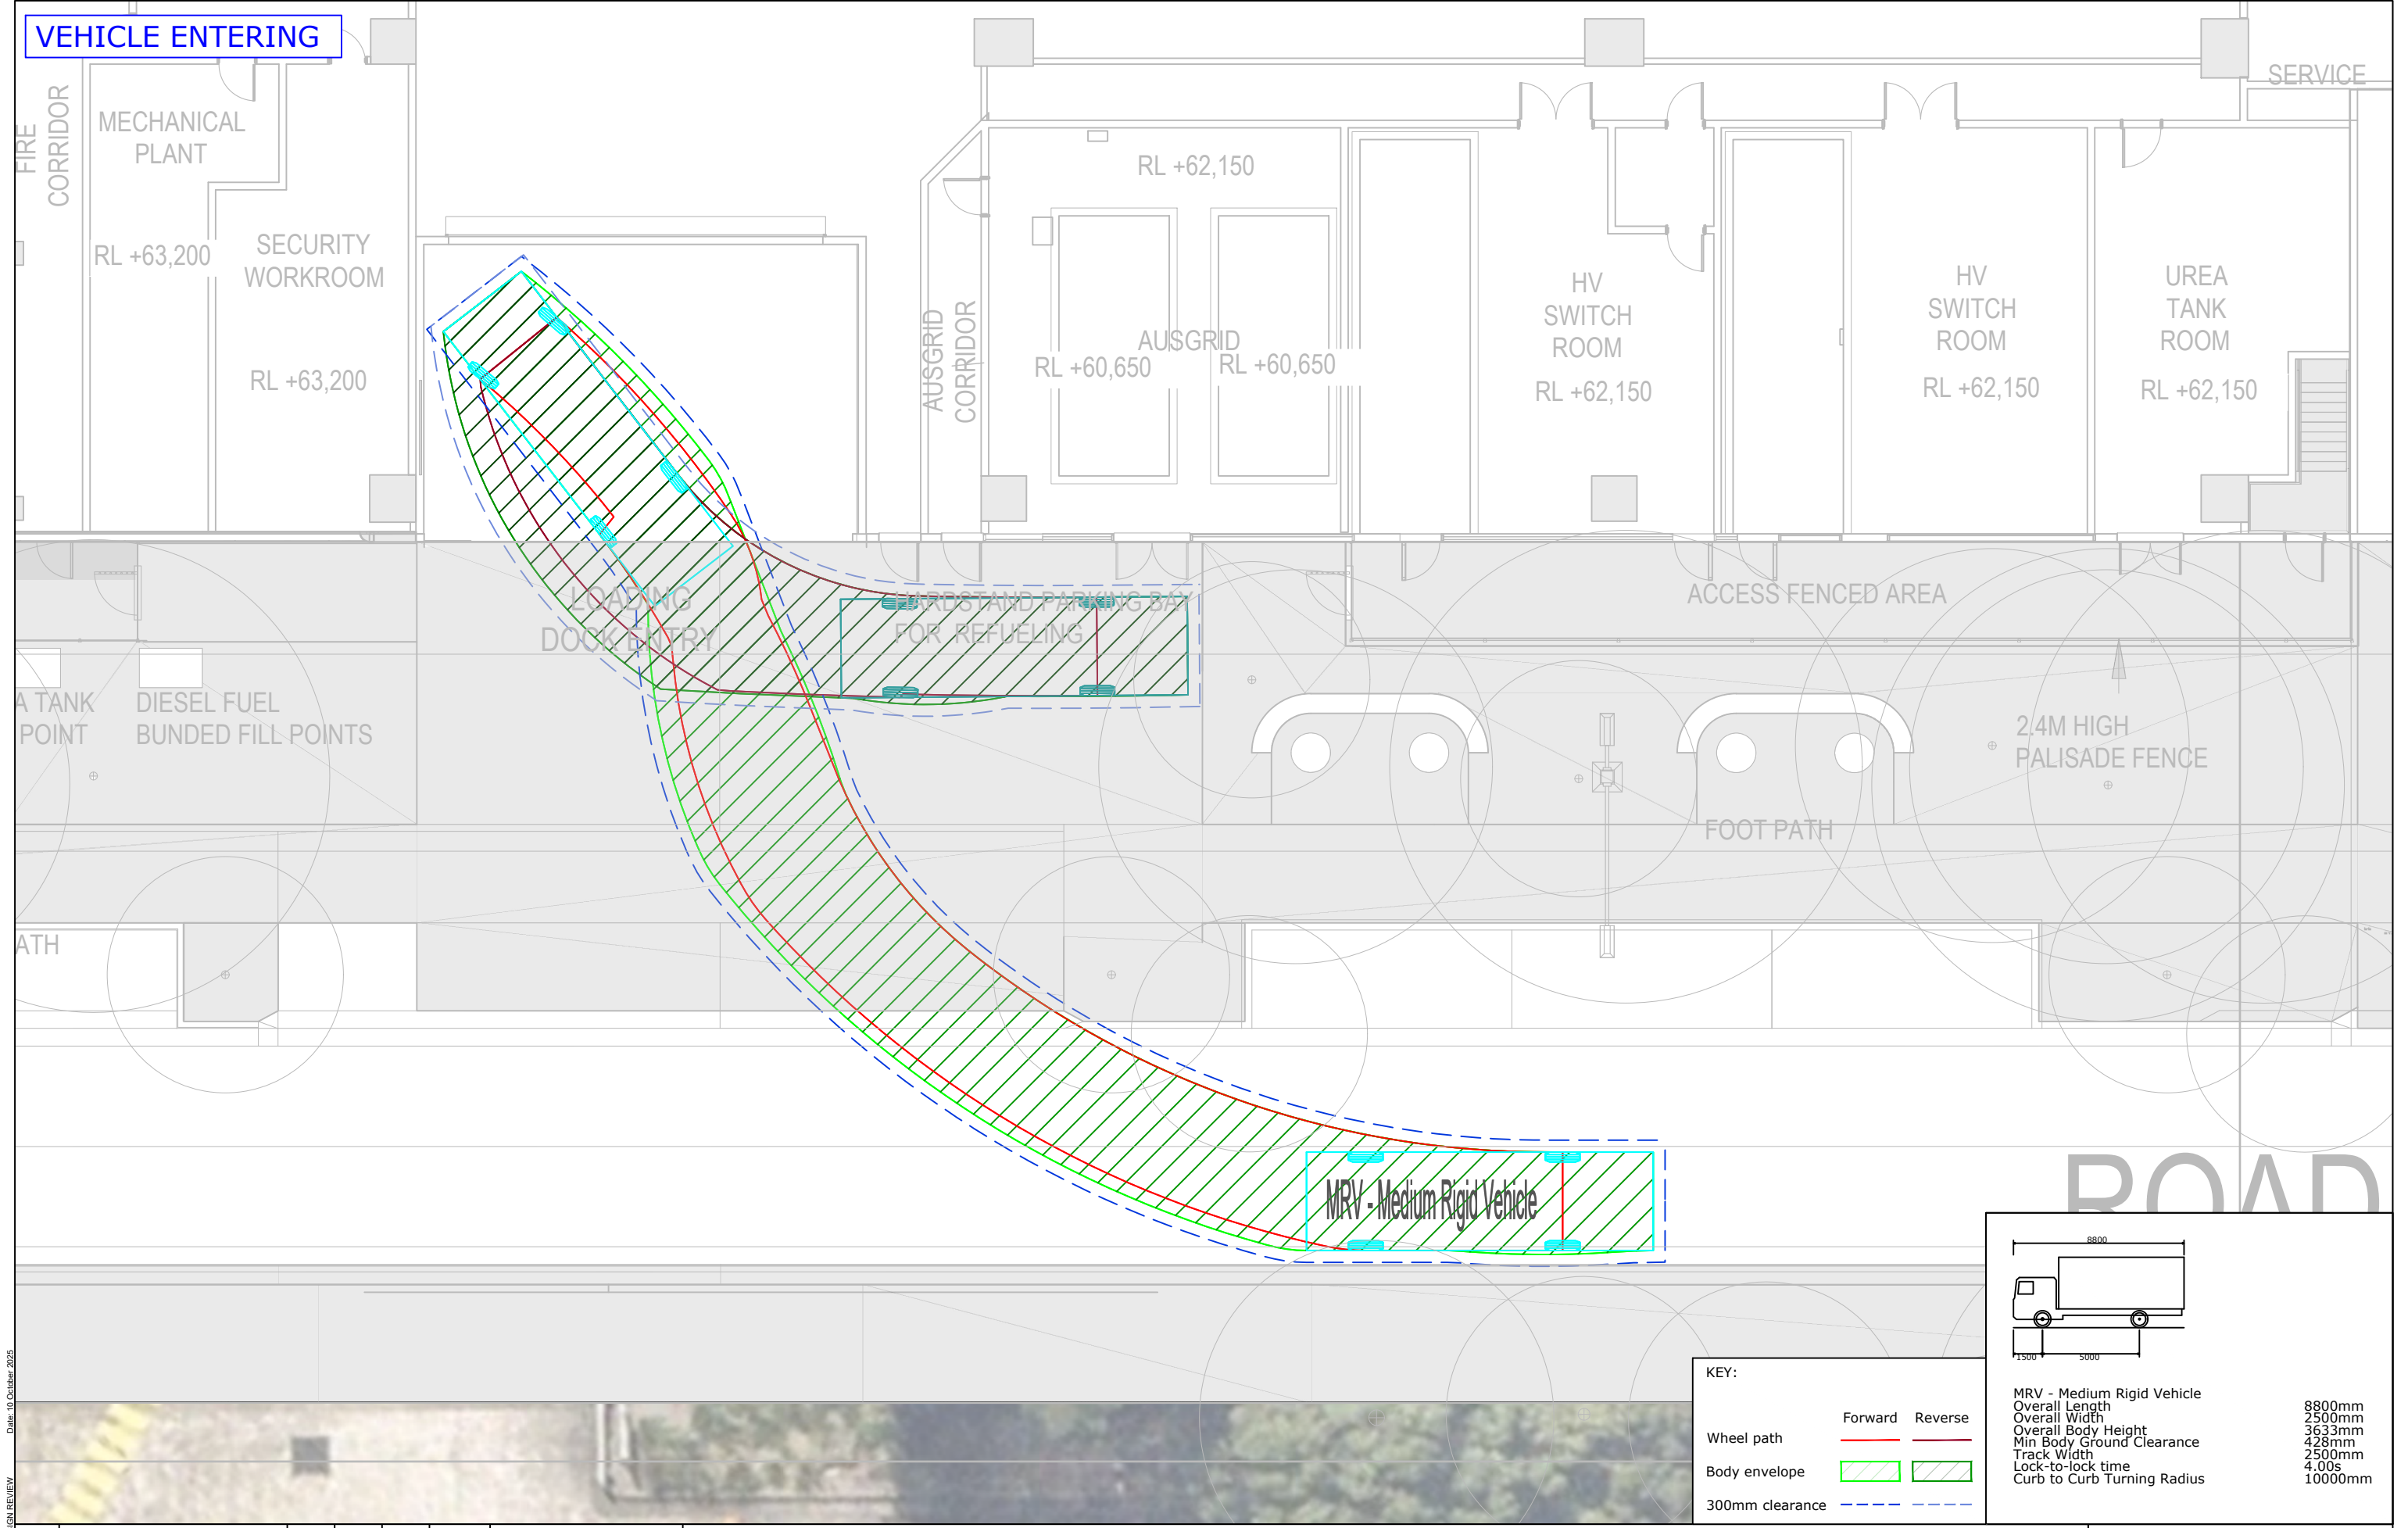 VEHICLE ENTERING
FIRE
CORRIDOR
MECHANICAL
PLANT
RL +63,200
SECURITY
WORKROOM
RL +63,200
AUSGRID
CORRIDOR
RL +62,150
AUSGRID
RL +60,650
RL +60,650
HV
SWITCH
ROOM
RL +62,150
HV
SWITCH
ROOM
RL +62,150
UREA
TANK
ROOM
RL +62,150
SERVICE
LOADING
DOCK ENTRY
HARDSTAND PARKING BAY
FOR REFUELING
ACCESS FENCED AREA
A TANK
POINT
DIESEL FUEL
BUNDED FILL POINTS
2.4M HIGH
PALISADE FENCE
FOOT PATH
ATH
MRV - Medium Rigid Vehicle
ROAD
8800
1500
5000
MRV - Medium Rigid Vehicle
Overall Length 8800mm
Overall Width 2500mm
Overall Body Height 3633mm
Min Body Ground Clearance 428mm
Track Width 2500mm
Lock-to-lock time 4.00s
Curb to Curb Turning Radius 10000mm
KEY:
Forward Reverse
Wheel path
Body envelope
300mm clearance
Date: 10 October 2025
IGN REVIEW